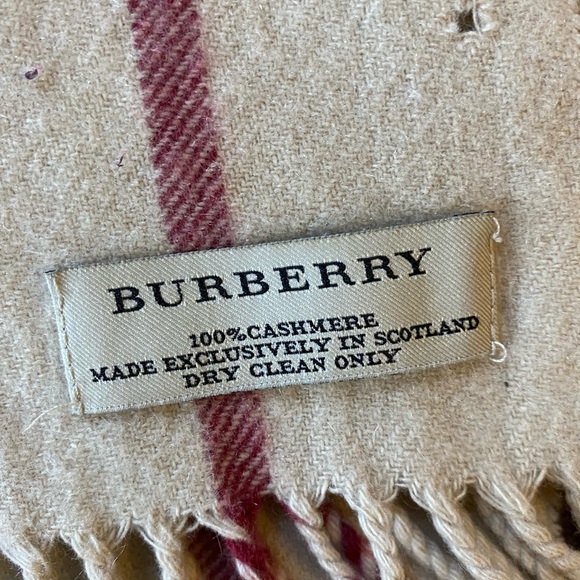 BURBERRY
100%CASHMERE
MADE EXCLUSIVELY IN SCOTLAND
DRY CLEAN ONLY